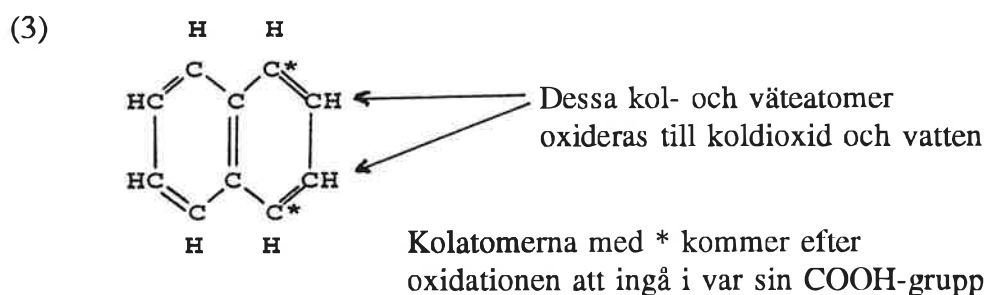 (3)
H H
C C*
HC C CH
Dessa kol- och väteatomer
oxideras till koldioxid och vatten
HC C CH
C C*
H H
Kolatomerna med * kommer efter
oxidationen att ingå i var sin COOH-grupp